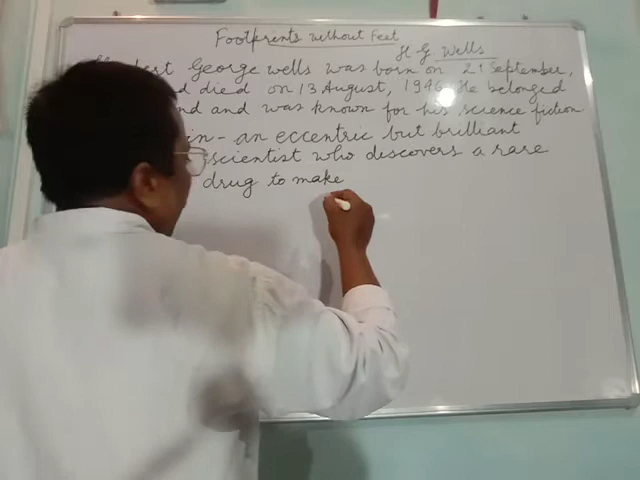 Footprints without Feet
H G Wells
George wells was born on 21 September,
died on 13 August, 1946. He belonged
and was known for his science fiction
in - an eccentric but brilliant
scientist who discovers a rare
drug to make